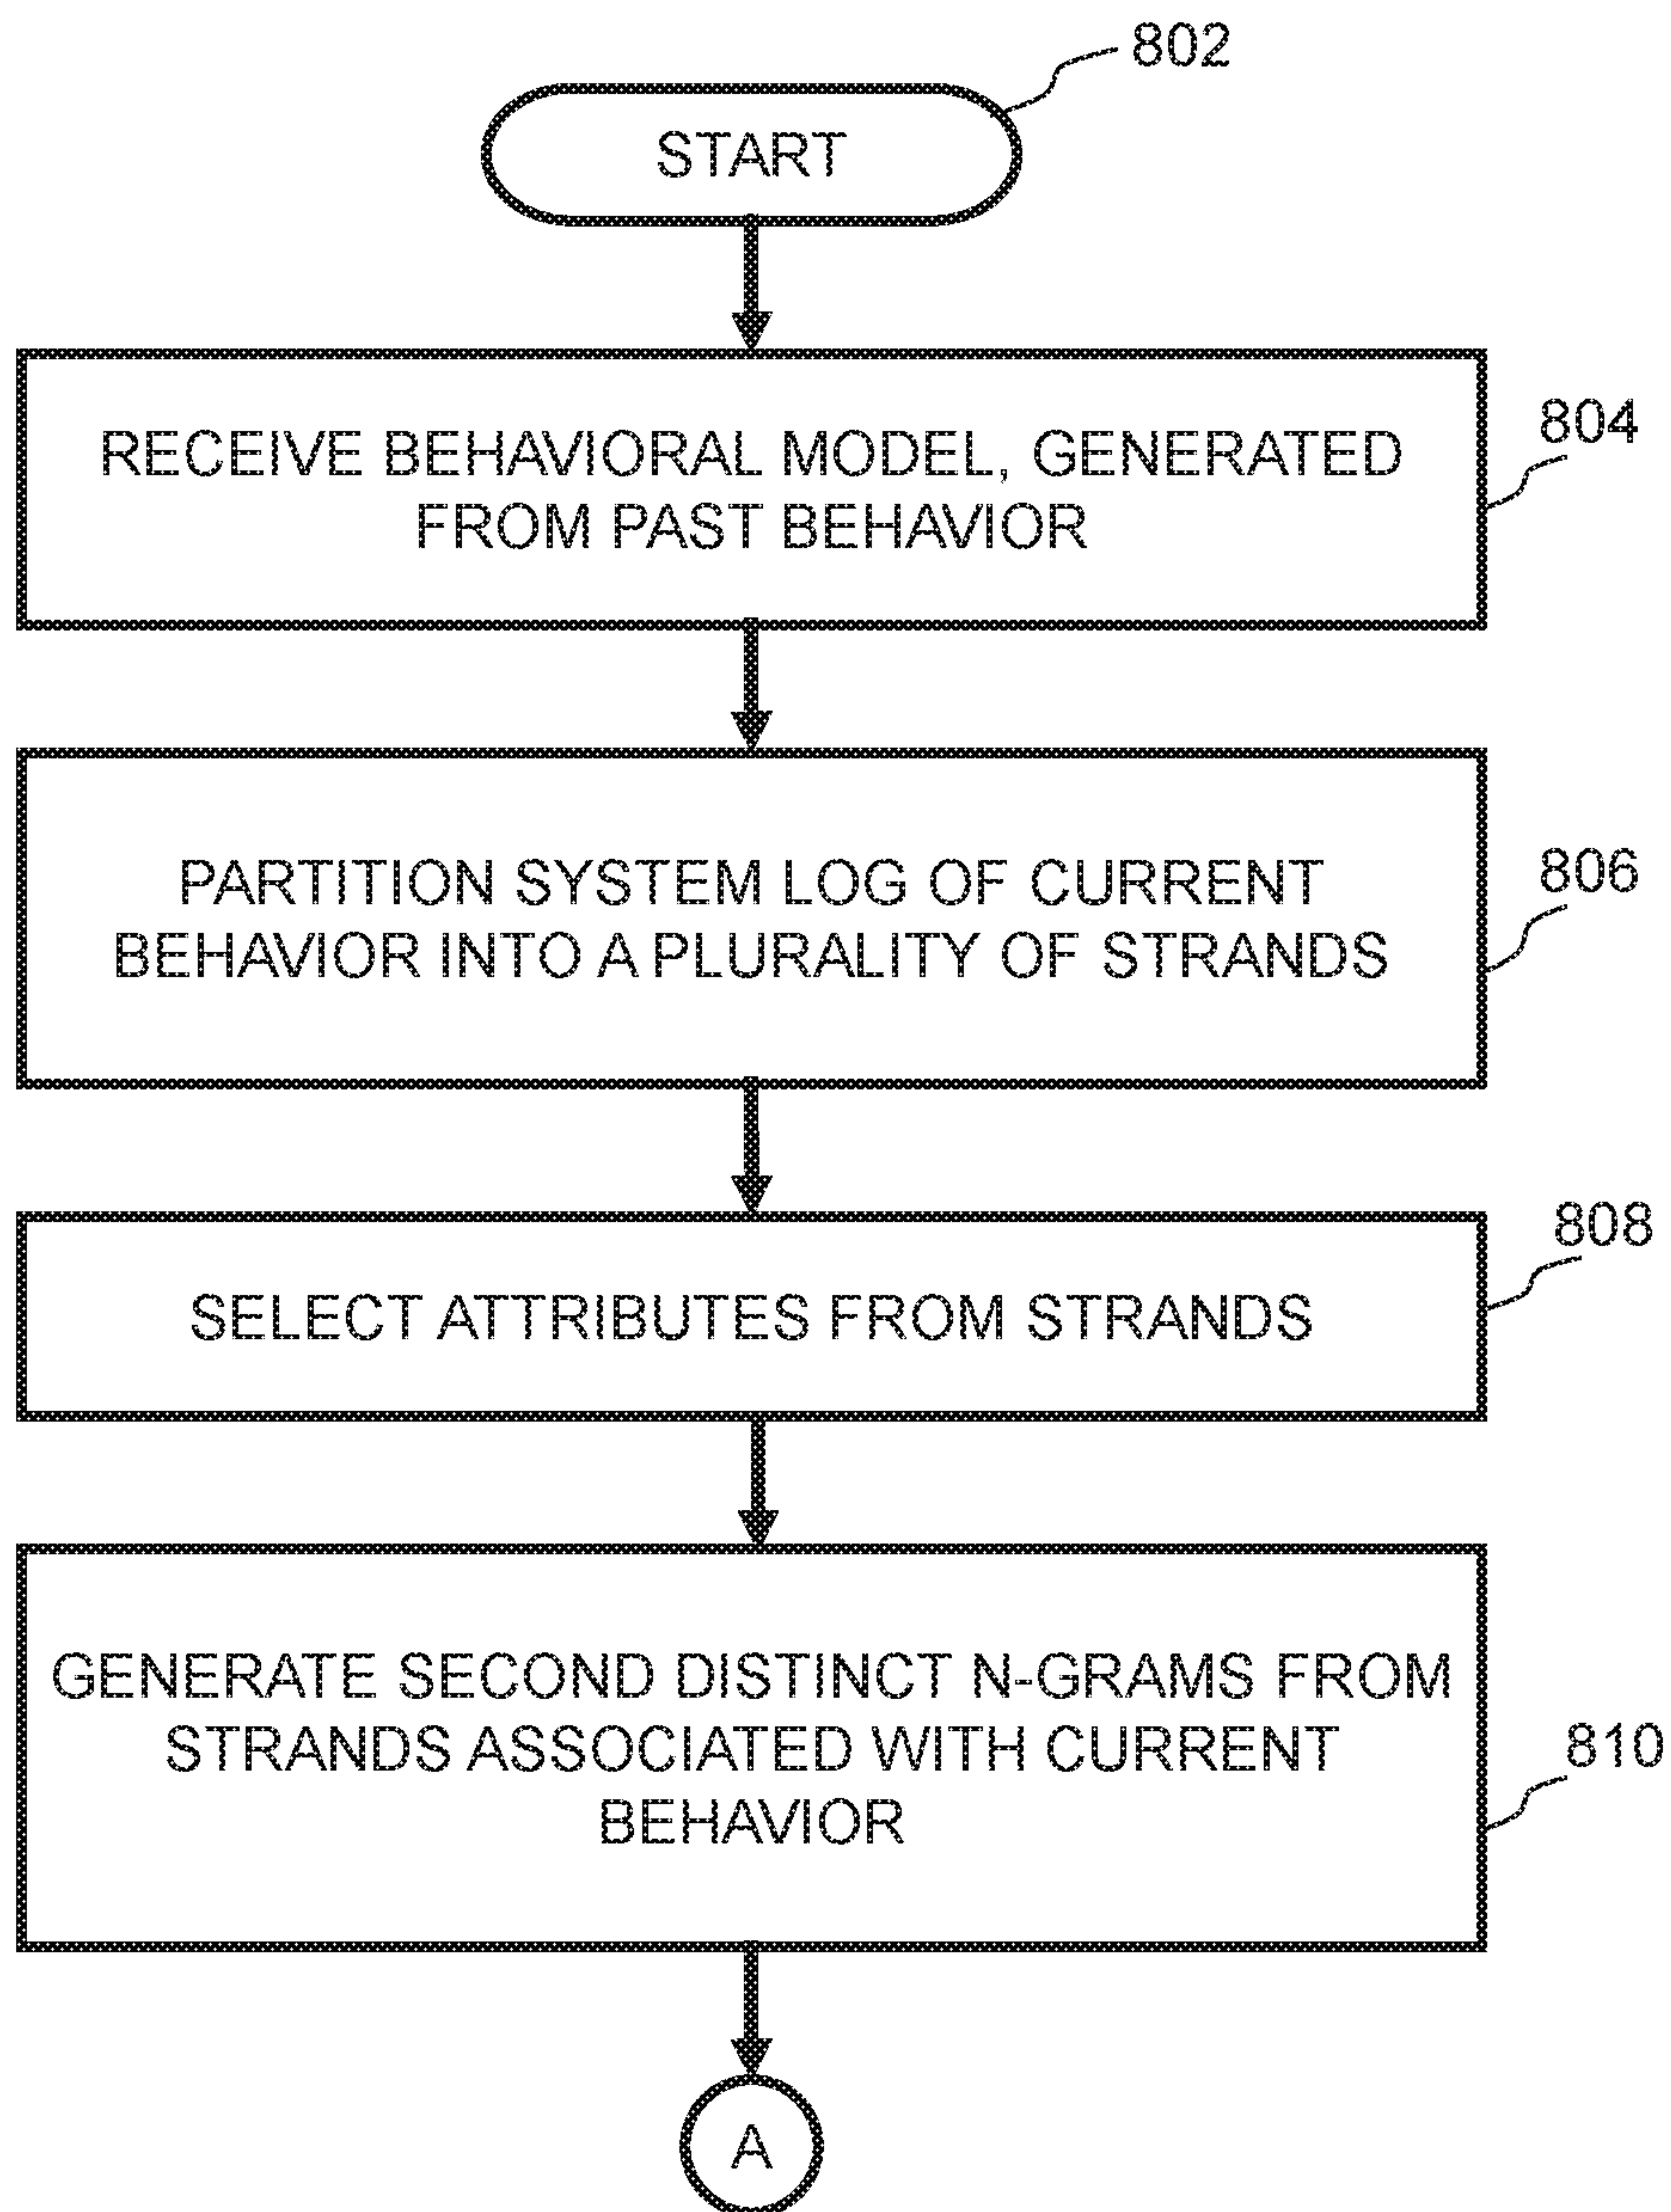 802
START
RECEIVE BEHAVIORAL MODEL, GENERATED
FROM PAST BEHAVIOR
804
PARTITION SYSTEM LOG OF CURRENT
BEHAVIOR INTO A PLURALITY OF STRANDS
806
808
SELECT ATTRIBUTES FROM STRANDS
GENERATE SECOND DISTINCT N-GRAMS FROM
STRANDS ASSOCIATED WITH CURRENT
BEHAVIOR
810
A